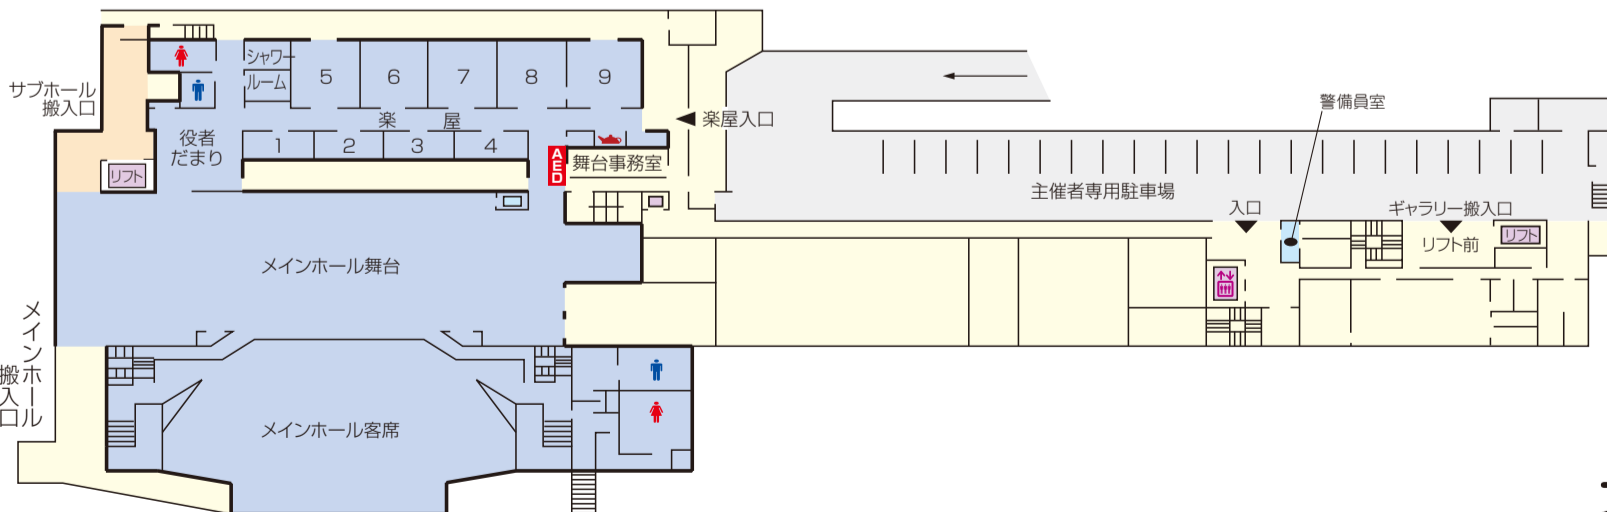 サブホール
搬入口
シャワー
ルーム
5
6
7
8
9
楽屋
役者
だまり
1
2
3
4
リフト
AED
舞台事務室
楽屋入口
警備員室
主催者専用駐車場
入口
ギャラリー搬入口
リフト前
リフト
メインホール舞台
メインホール
搬入口
メインホール客席